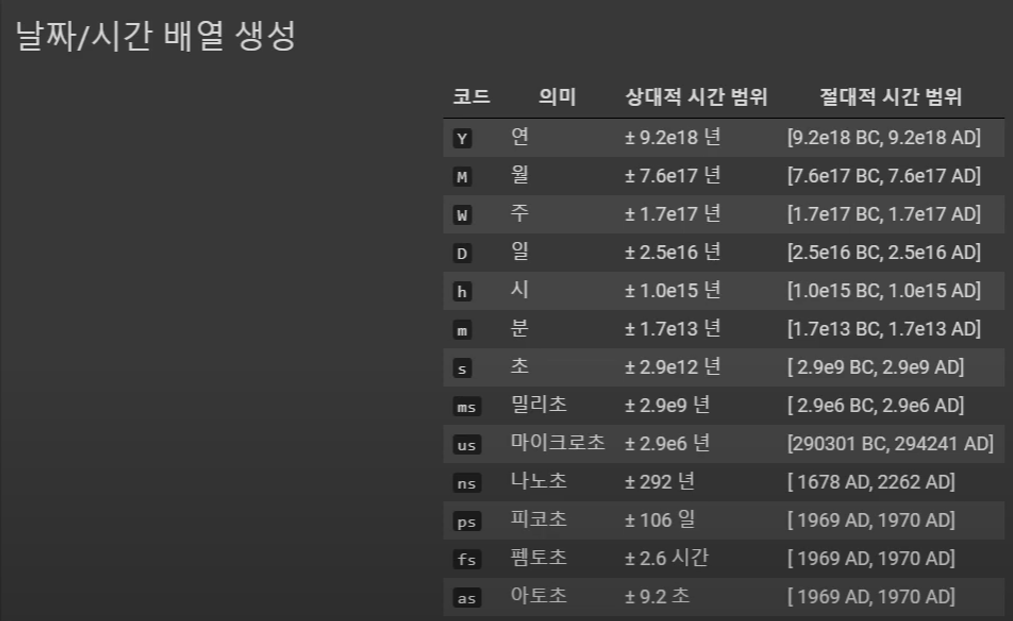 날짜/시간 배열 생성
코드 의미 상대적 시간 범위 절대적 시간 범위
Y 연 ± 9.2e18 년 [9.2e18 BC, 9.2e18 AD]
M 월 ± 7.6e17 년 [7.6e17 BC, 7.6e17 AD]
W 주 ± 1.7e17 년 [1.7e17 BC, 1.7e17 AD]
D 일 ± 2.5e16 년 [2.5e16 BC, 2.5e16 AD]
h 시 ± 1.0e15 년 [1.0e15 BC, 1.0e15 AD]
m 분 ± 1.7e13 년 [1.7e13 BC, 1.7e13 AD]
s 초 ± 2.9e12 년 [ 2.9e9 BC, 2.9e9 AD]
ms 밀리초 ± 2.9e9 년 [ 2.9e6 BC, 2.9e6 AD]
us 마이크로초 ± 2.9e6 년 [290301 BC, 294241 AD]
ns 나노초 ± 292 년 [ 1678 AD, 2262 AD]
ps 피코초 ± 106 일 [ 1969 AD, 1970 AD]
fs 펨토초 ± 2.6 시간 [ 1969 AD, 1970 AD]
as 아토초 ± 9.2 초 [ 1969 AD, 1970 AD]